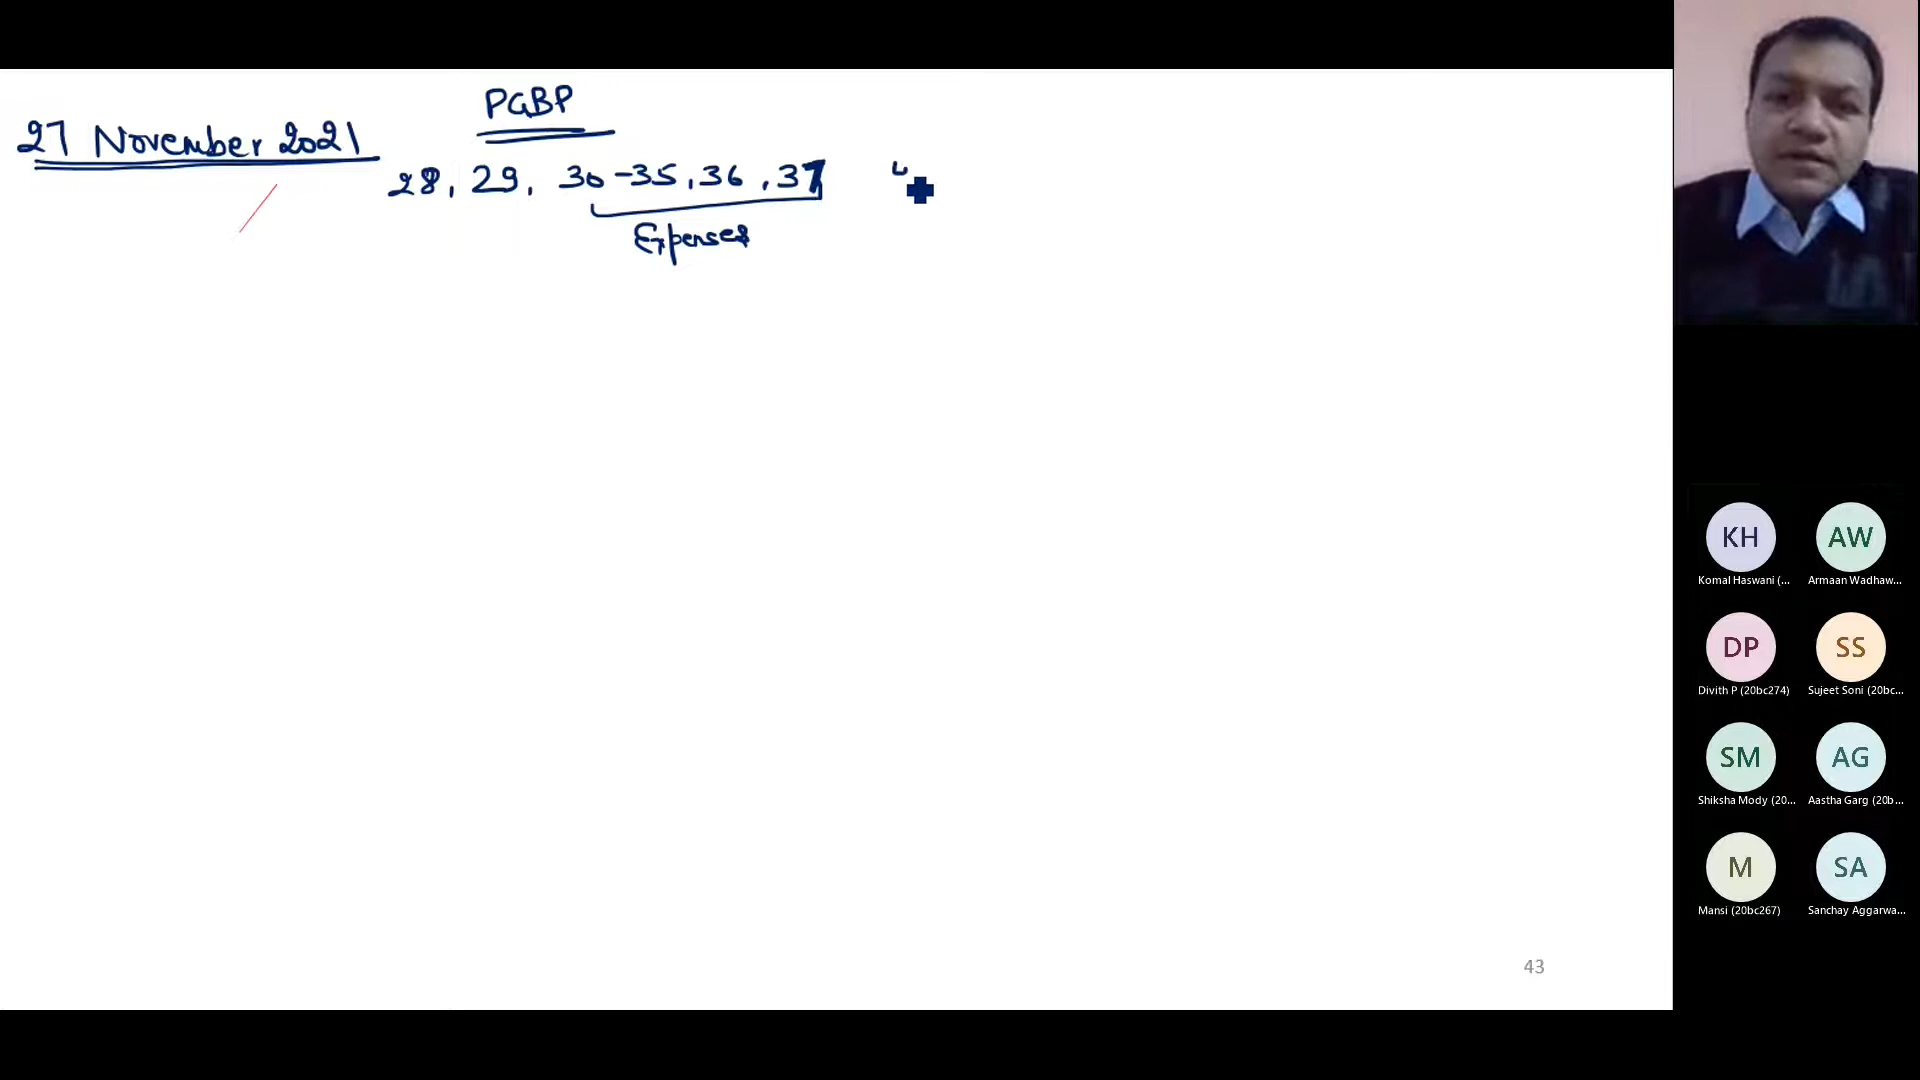 PGBP
27 November 2021
28, 29, 30-35, 36, 37
Expenses
43
KH
AW
Komal Haswani (...
Armaan Wadhaw...
DP
SS
Divith P (20bc274)
Sujeet Soni (20bc...
SM
AG
Shiksha Mody (20...
Aastha Garg (20b...
M
SA
Mansi (20bc267)
Sanchay Aggarwa...